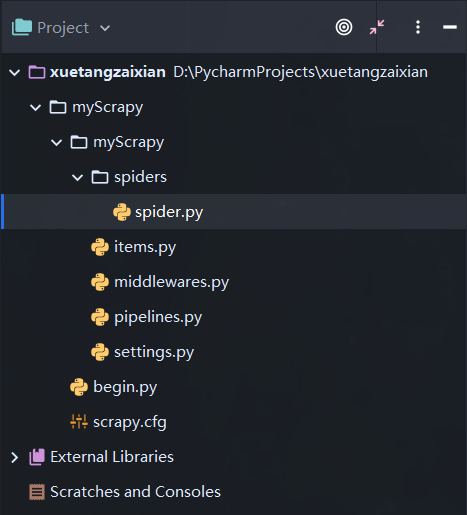 Project
xuetangzaixian D:\PycharmProjects\xuetangzaixian
myScrapy
myScrapy
spiders
spider.py
items.py
middlewares.py
pipelines.py
settings.py
begin.py
scrapy.cfg
External Libraries
Scratches and Consoles